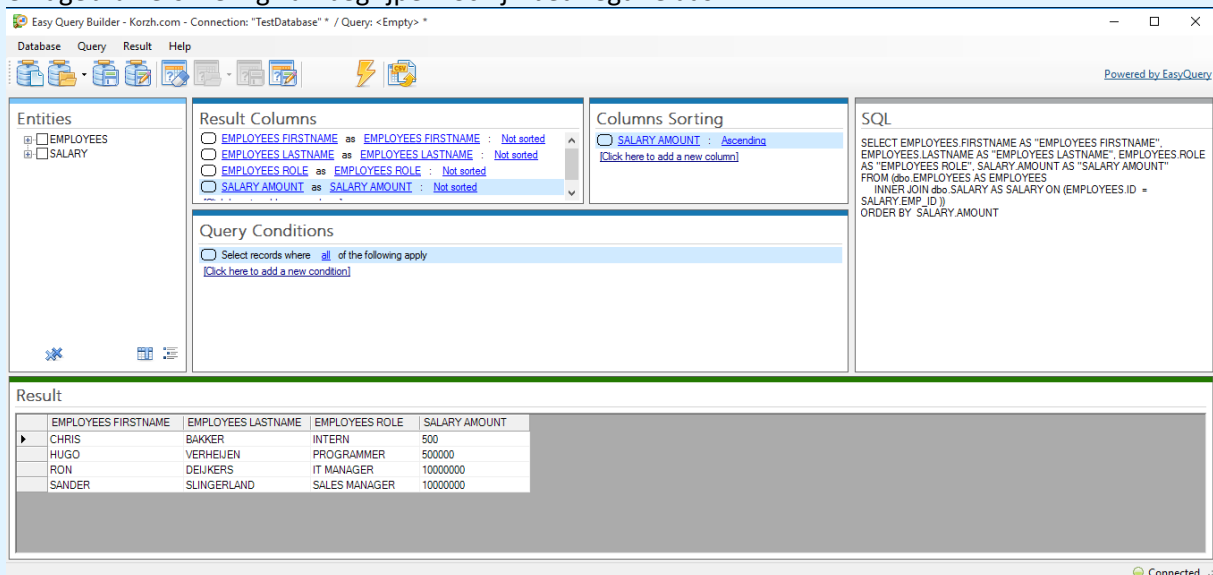 Easy Query Builder - Korzh.com - Connection: "TestDatabase" * / Query: <Empty> *
Database Query Result Help
Powered by EasyQuery
Entities
EMPLOYEES
SALARY
Result Columns
EMPLOYEES FIRSTNAME as EMPLOYEES FIRSTNAME : Not sorted
EMPLOYEES LASTNAME as EMPLOYEES LASTNAME : Not sorted
EMPLOYEES ROLE as EMPLOYEES ROLE : Not sorted
SALARY AMOUNT as SALARY AMOUNT : Not sorted
Columns Sorting
SALARY AMOUNT : Ascending
[Click here to add a new column]
Query Conditions
Select records where all of the following apply
[Click here to add a new condition]
SQL
SELECT EMPLOYEES.FIRSTNAME AS "EMPLOYEES FIRSTNAME",
EMPLOYEES.LASTNAME AS "EMPLOYEES LASTNAME", EMPLOYEES.ROLE
AS "EMPLOYEES ROLE", SALARY.AMOUNT AS "SALARY AMOUNT"
FROM (dbo.EMPLOYEES AS EMPLOYEES
INNER JOIN dbo.SALARY AS SALARY ON (EMPLOYEES.ID =
SALARY.EMP_ID ))
ORDER BY SALARY.AMOUNT
Result
EMPLOYEES FIRSTNAME EMPLOYEES LASTNAME EMPLOYEES ROLE SALARY AMOUNT
CHRIS BAKKER INTERN 500
HUGO VERHEIJEN PROGRAMMER 500000
RON DEIJKERS IT MANAGER 10000000
SANDER SLINGERLAND SALES MANAGER 10000000
Connected